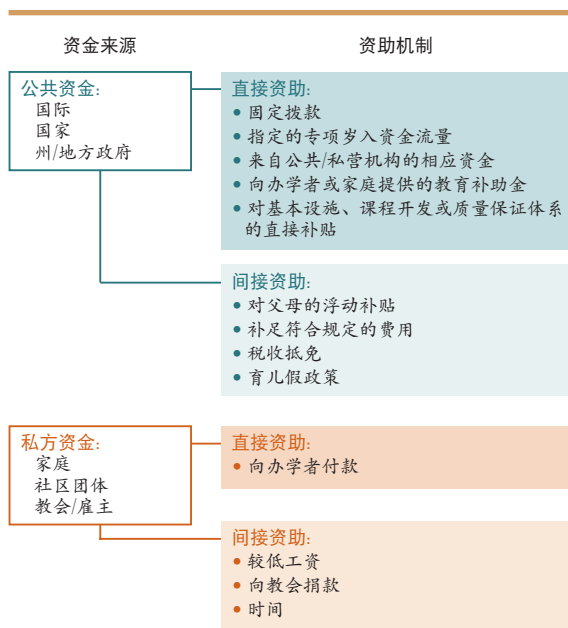 资金来源
资助机制
公共资金:
国际
国家
州/地方政府
直接资助:
• 固定拨款
• 指定的专项岁入资金流量
• 来自公共/私营机构的相应资金
• 向办学者或家庭提供的教育补助金
• 对基本设施、课程开发或质量保证体系
的直接补贴
间接资助:
• 对父母的浮动补贴
• 补足符合规定的费用
• 税收抵免
• 育儿假政策
私方资金:
家庭
社区团体
教会/雇主
直接资助:
• 向办学者付款
间接资助:
• 较低工资
• 向教会捐款
• 时间